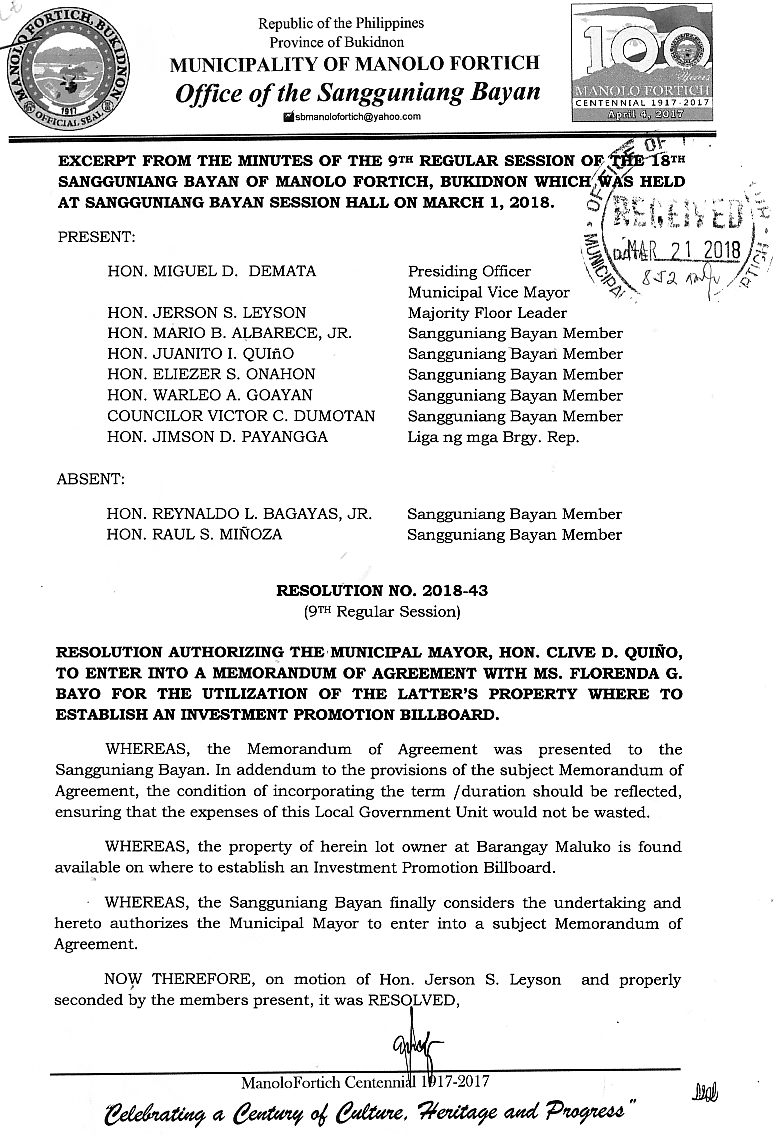 MANOLO FORTICH, BUKIDNON
1917
OFFICIAL SEAL
Republic of the Philippines
Province of Bukidnon
MUNICIPALITY OF MANOLO FORTICH
Office of the Sangguniang Bayan
sbmanolofortich@yahoo.com
100
Years
MANOLO FORTICH
CENTENNIAL 1917-2017
April 4, 2017
EXCERPT FROM THE MINUTES OF THE 9TH REGULAR SESSION OF THE 18TH
SANGGUNIANG BAYAN OF MANOLO FORTICH, BUKIDNON WHICH WAS HELD
AT SANGGUNIANG BAYAN SESSION HALL ON MARCH 1, 2018.
OFFICE OF
RECEIVED
MAR 21 2018
PRESENT:
HON. MIGUEL D. DEMATA Presiding Officer
Municipal Vice Mayor
HON. JERSON S. LEYSON Majority Floor Leader
HON. MARIO B. ALBARECE, JR. Sangguniang Bayan Member
HON. JUANITO I. QUIñO Sangguniang Bayan Member
HON. ELIEZER S. ONAHON Sangguniang Bayan Member
HON. WARLEO A. GOAYAN Sangguniang Bayan Member
COUNCILOR VICTOR C. DUMOTAN Sangguniang Bayan Member
HON. JIMSON D. PAYANGGA Liga ng mga Brgy. Rep.
ABSENT:
HON. REYNALDO L. BAGAYAS, JR. Sangguniang Bayan Member
HON. RAUL S. MIÑOZA Sangguniang Bayan Member
RESOLUTION NO. 2018-43
(9TH Regular Session)
RESOLUTION AUTHORIZING THE MUNICIPAL MAYOR, HON. CLIVE D. QUIÑO,
TO ENTER INTO A MEMORANDUM OF AGREEMENT WITH MS. FLORENDA G.
BAYO FOR THE UTILIZATION OF THE LATTER'S PROPERTY WHERE TO
ESTABLISH AN INVESTMENT PROMOTION BILLBOARD.
WHEREAS, the Memorandum of Agreement was presented to the
Sangguniang Bayan. In addendum to the provisions of the subject Memorandum of
Agreement, the condition of incorporating the term /duration should be reflected,
ensuring that the expenses of this Local Government Unit would not be wasted.
WHEREAS, the property of herein lot owner at Barangay Maluko is found
available on where to establish an Investment Promotion Billboard.
WHEREAS, the Sangguniang Bayan finally considers the undertaking and
hereto authorizes the Municipal Mayor to enter into a subject Memorandum of
Agreement.
NOW THEREFORE, on motion of Hon. Jerson S. Leyson and properly
seconded by the members present, it was RESOLVED,
ManoloFortich Centennial 1917-2017
"Celebrating a Century of Culture, Heritage and Progress"